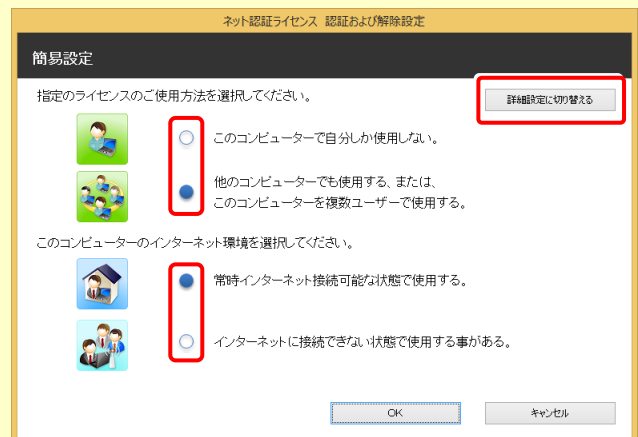 ネット認証ライセンス 認証および解除設定
簡易設定
指定のライセンスのご使用方法を選択してください。
詳細設定に切り替える
このコンピューターで自分しか使用しない。
他のコンピューターでも使用する、または、
このコンピューターを複数ユーザーで使用する。
このコンピューターのインターネット環境を選択してください。
常時インターネット接続可能な状態で使用する。
インターネットに接続できない状態で使用する事がある。
OK
キャンセル